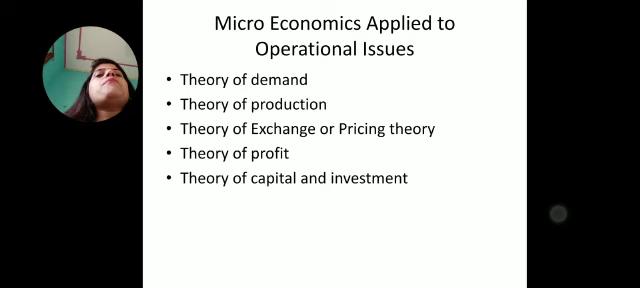 Micro Economics Applied to
Operational Issues
• Theory of demand
• Theory of production
• Theory of Exchange or Pricing theory
• Theory of profit
• Theory of capital and investment